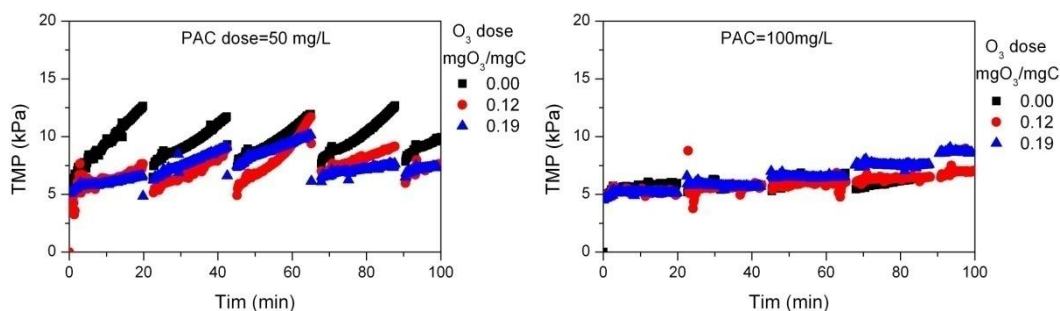 PAC dose=50 mg/L
O3 dose
mgO3/mgC
0.00
0.12
0.19
20
15
10
5
0
TMP (kPa)
0 20 40 60 80 100
Tim (min)
PAC=100mg/L
O3 dose
mgO3/mgC
0.00
0.12
0.19
20
15
10
5
0
TMP (kPa)
0 20 40 60 80 100
Tim (min)